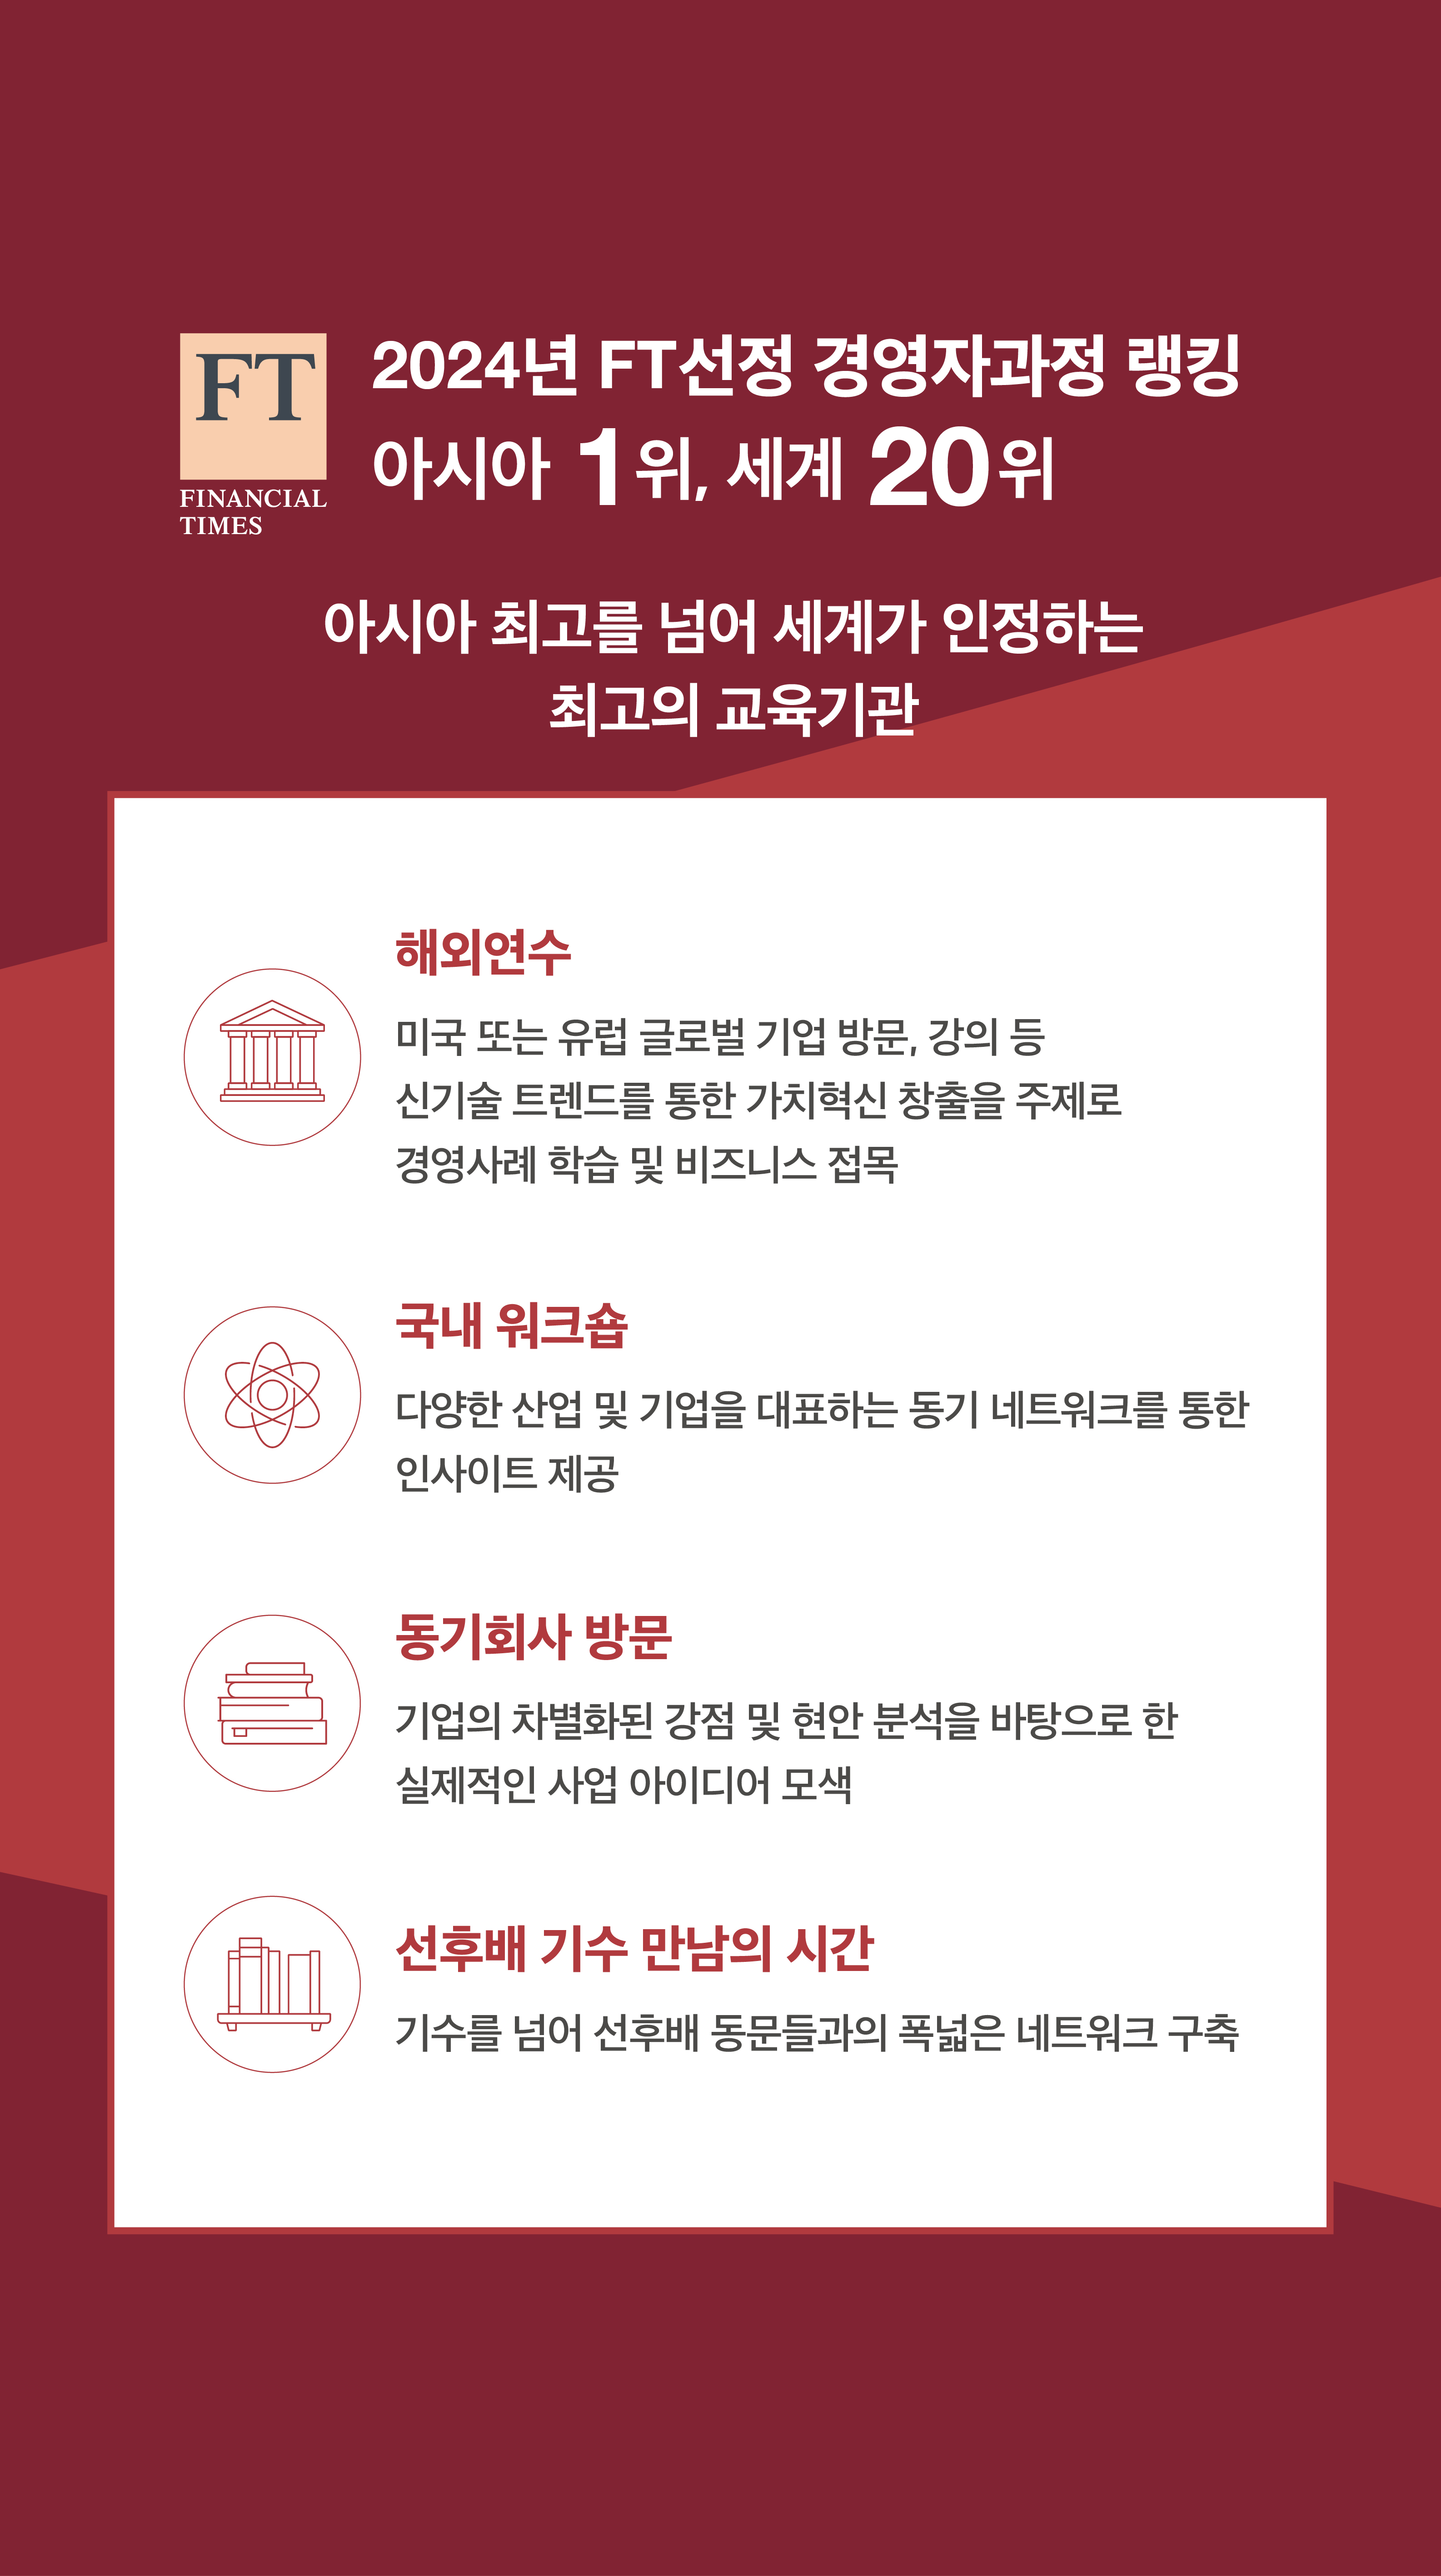 FT
FINANCIAL
TIMES
2024년 FT선정 경영자과정 랭킹
아시아 1위, 세계 20위
아시아 최고를 넘어 세계가 인정하는
최고의 교육기관
해외연수
미국 또는 유럽 글로벌 기업 방문, 강의 등
신기술 트렌드를 통한 가치혁신 창출을 주제로
경영사례 학습 및 비즈니스 접목
국내 워크숍
다양한 산업 및 기업을 대표하는 동기 네트워크를 통한
인사이트 제공
동기회사 방문
기업의 차별화된 강점 및 현안 분석을 바탕으로 한
실제적인 사업 아이디어 모색
선후배 기수 만남의 시간
기수를 넘어 선후배 동문들과의 폭넓은 네트워크 구축